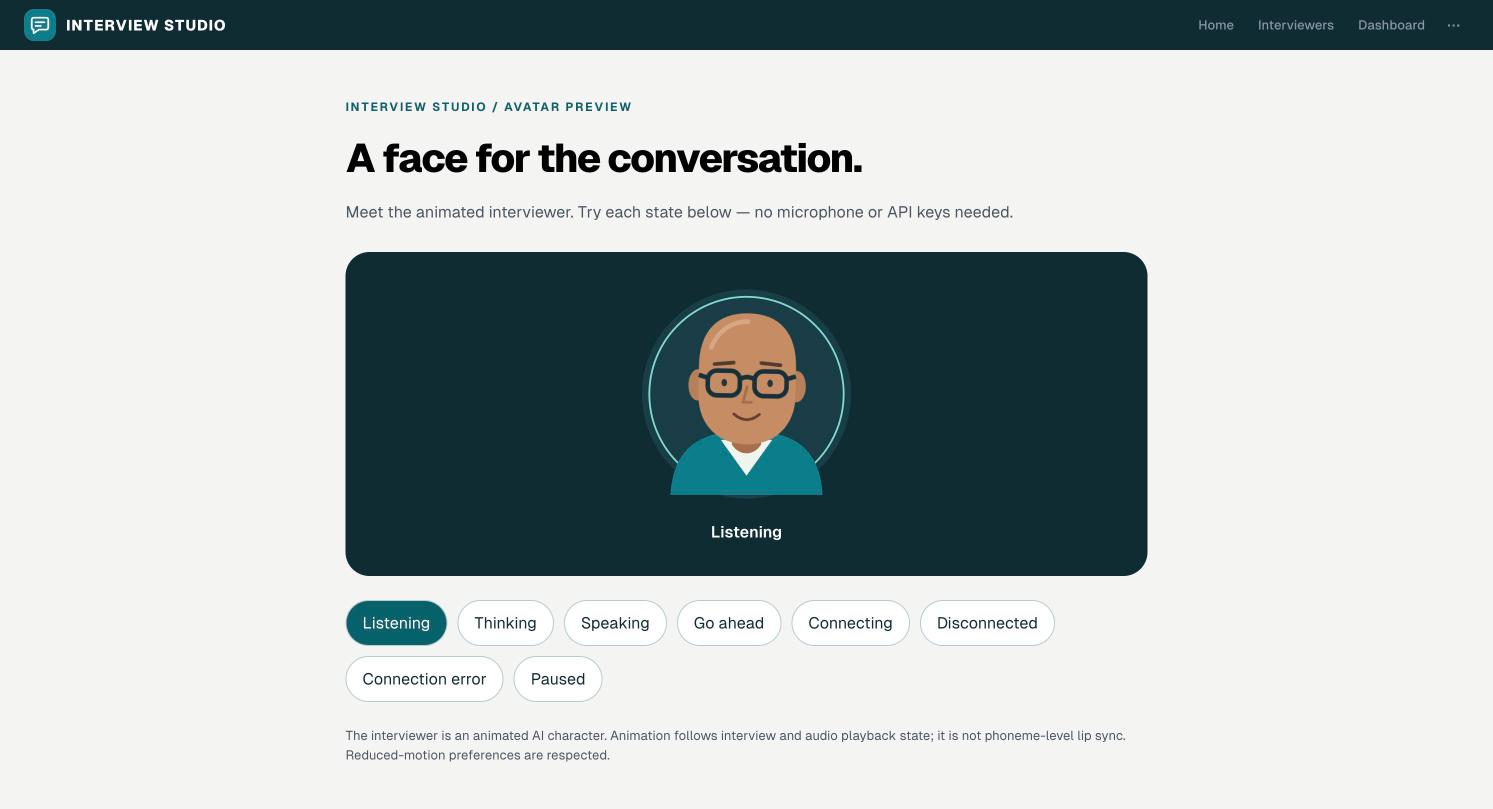 INTERVIEW STUDIO
Home
Interviewers
Dashboard
···
INTERVIEW STUDIO / AVATAR PREVIEW
A face for the conversation.
Meet the animated interviewer. Try each state below — no microphone or API keys needed.
Listening
Listening
Thinking
Speaking
Go ahead
Connecting
Disconnected
Connection error
Paused
The interviewer is an animated AI character. Animation follows interview and audio playback state; it is not phoneme-level lip sync.
Reduced-motion preferences are respected.